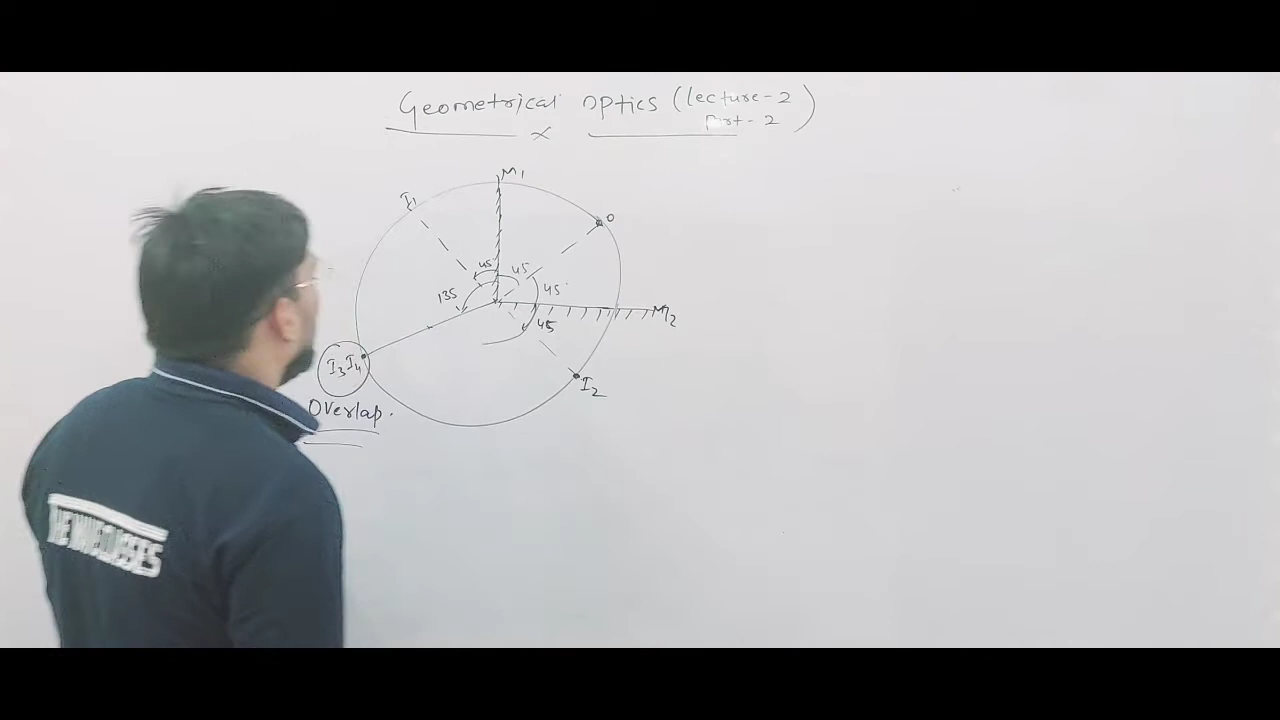 Geometrical optics (lecture-2
part-2)
M1
I1
O
45
45
45
135
45
M2
I3 I4
I2
Overlap.